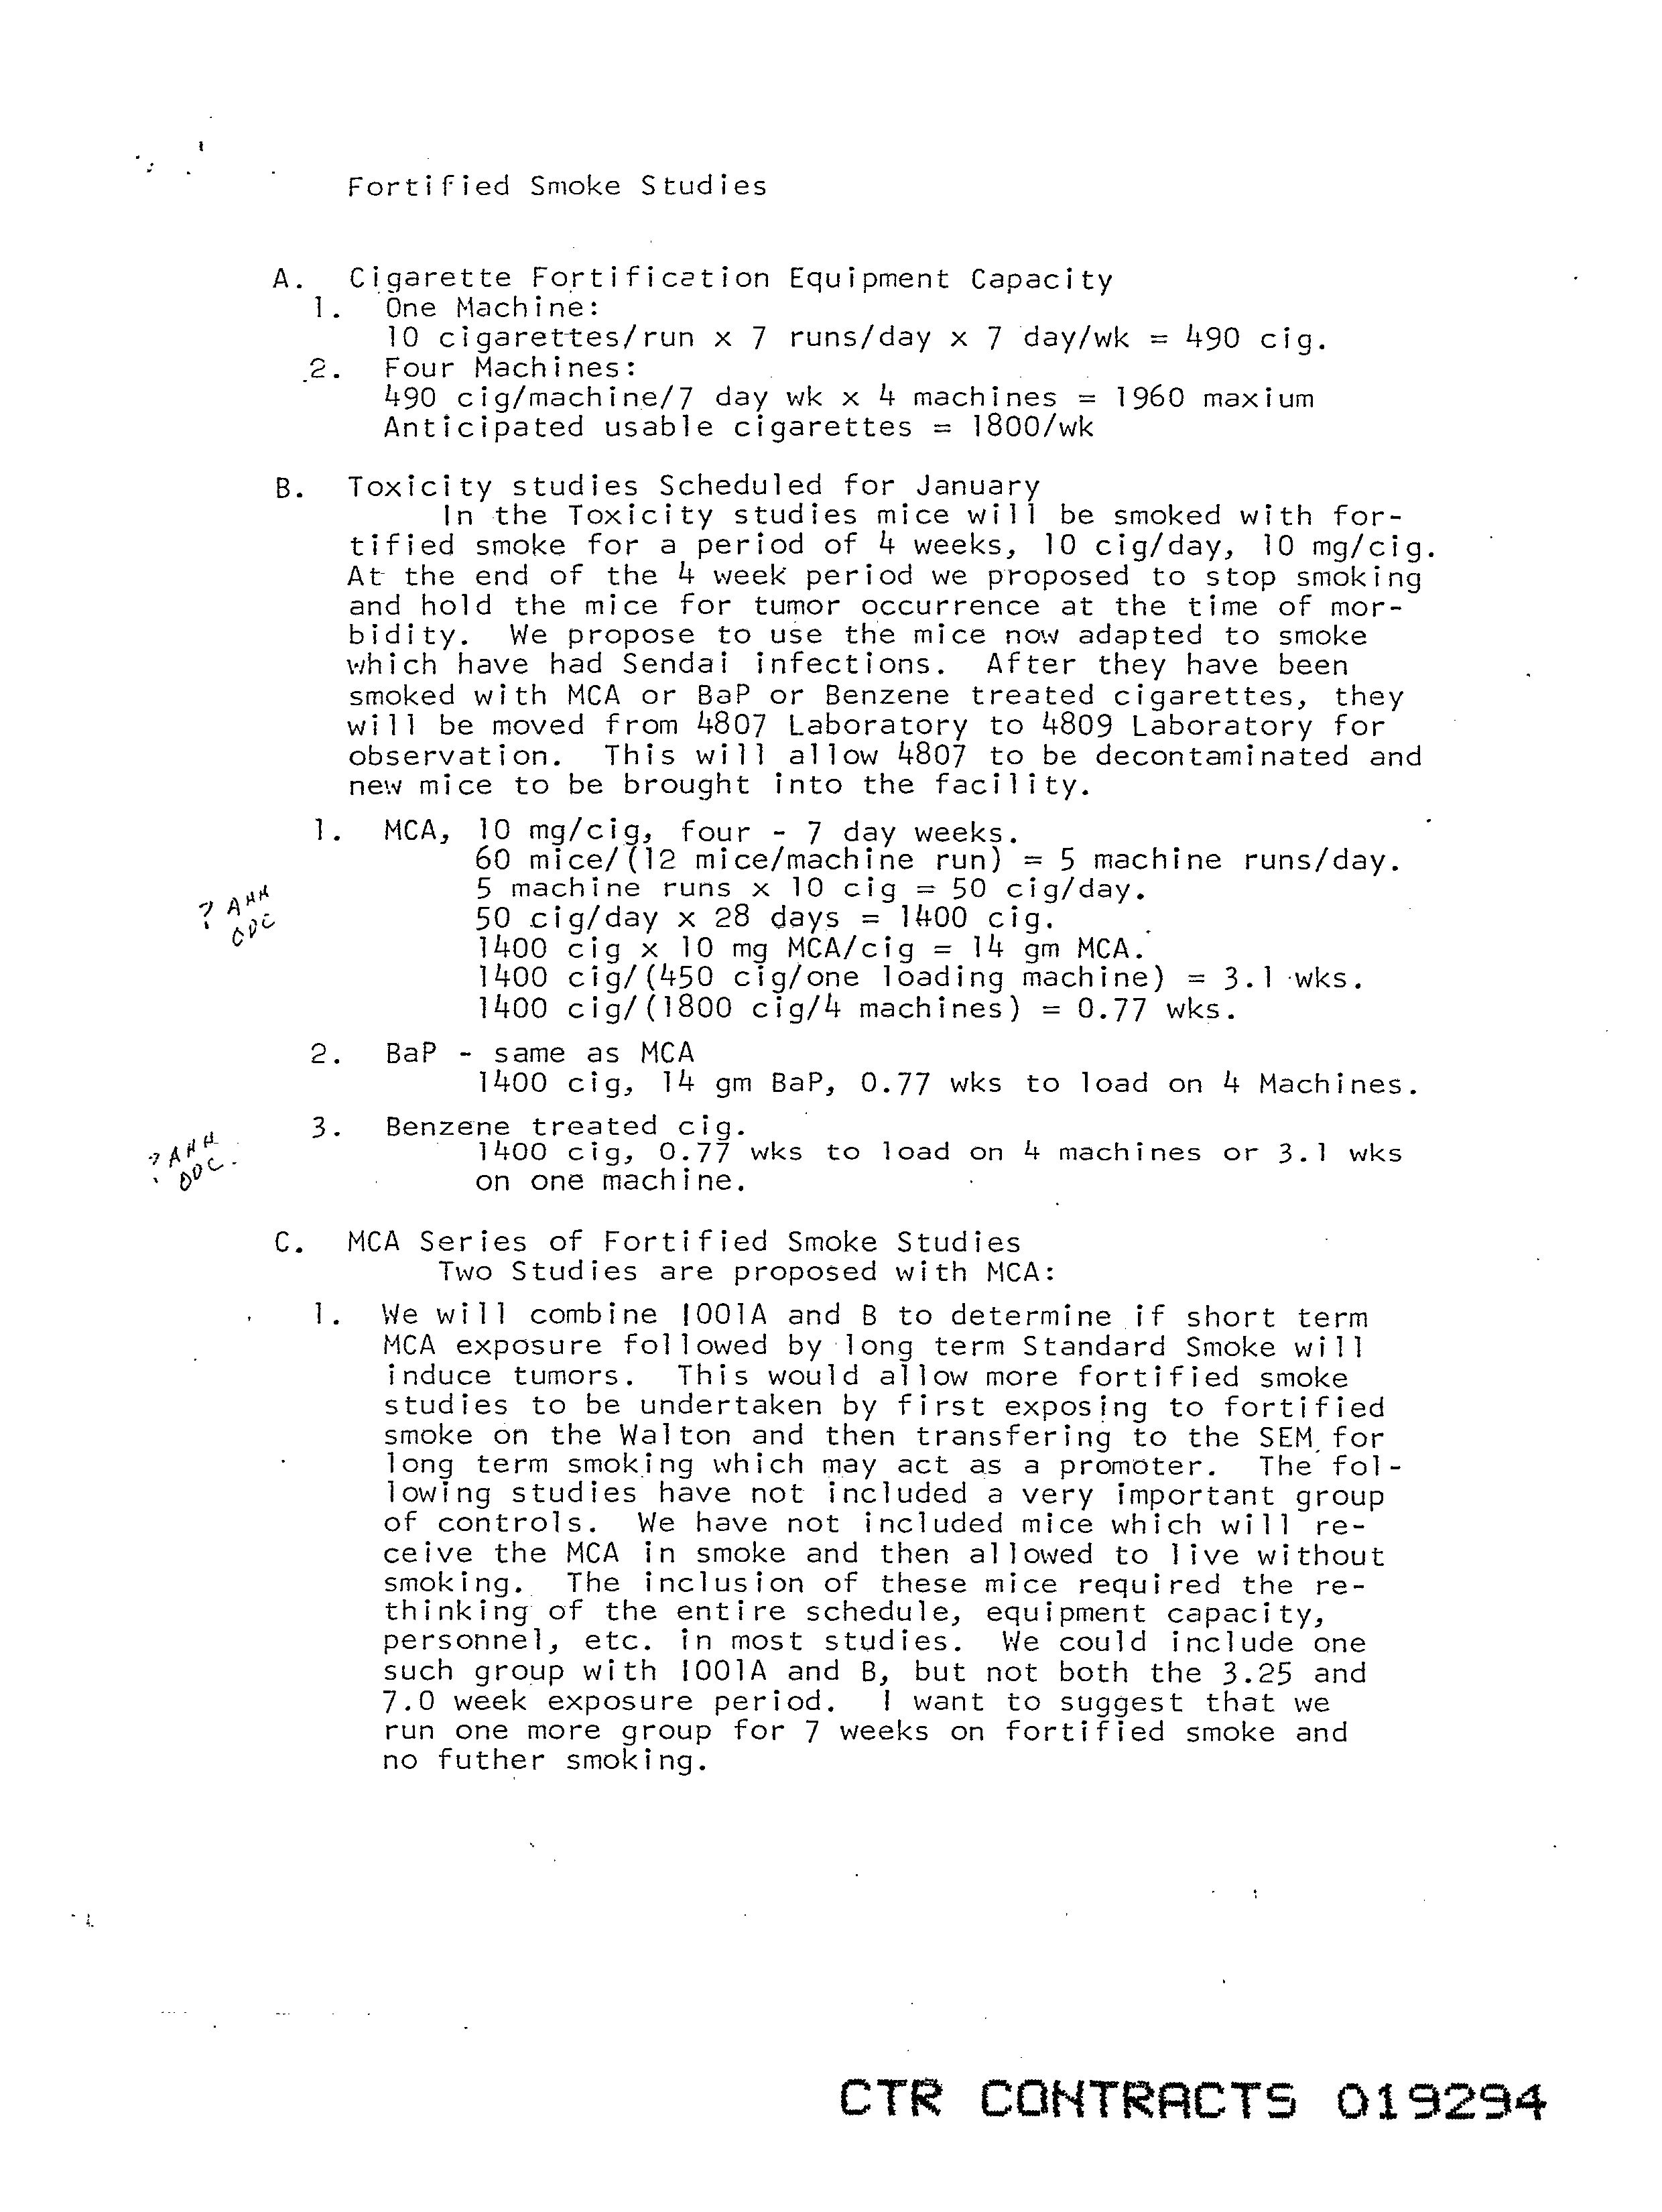 Fortified Smoke Studies
A. Cigarette Fortification Equipment Capacity
1. One Machine:
10 cigarettes/run x 7 runs/day x 7 day/wk = 490 cig.
2. Four Machines:
490 cig/machine/7 day wk x 4 machines = 1960 maxium
Anticipated usable cigarettes = 1800/wk
B. Toxicity studies Scheduled for January
In the Toxicity studies mice will be smoked with for-
tified smoke for a period of 4 weeks, 10 cig/day, 10 mg/cig.
At the end of the 4 week period we proposed to stop smoking
and hold the mice for tumor occurrence at the time of mor-
bidity. We propose to use the mice now adapted to smoke
which have had Sendai infections. After they have been
smoked with MCA or BaP or Benzene treated cigarettes, they
will be moved from 4807 Laboratory to 4809 Laboratory for
observation. This will allow 4807 to be decontaminated and
new mice to be brought into the facility.
1. MCA, 10 mg/cig, four - 7 day weeks.
60 mice/(12 mice/machine run) = 5 machine runs/day.
5 machine runs x 10 cig = 50 cig/day.
? AHH
ODC
50 cig/day x 28 days = 1400 cig.
1400 cig x 10 mg MCA/cig = 14 gm MCA.
1400 cig/(450 cig/one loading machine) = 3.1 wks.
1400 cig/(1800 cig/4 machines) = 0.77 wks.
2. BaP - same as MCA
1400 cig, 14 gm BaP, 0.77 wks to load on 4 Machines.
3. Benzene treated cig.
? AHH
ODC.
1400 cig, 0.77 wks to load on 4 machines or 3.1 wks
on one machine.
C. MCA Series of Fortified Smoke Studies
Two Studies are proposed with MCA:
1. We will combine 1001A and B to determine if short term
MCA exposure followed by long term Standard Smoke will
induce tumors. This would allow more fortified smoke
studies to be undertaken by first exposing to fortified
smoke on the Walton and then transfering to the SEM for
long term smoking which may act as a promoter. The fol-
lowing studies have not included a very important group
of controls. We have not included mice which will re-
ceive the MCA in smoke and then allowed to live without
smoking. The inclusion of these mice required the re-
thinking of the entire schedule, equipment capacity,
personnel, etc. in most studies. We could include one
such group with 1001A and B, but not both the 3.25 and
7.0 week exposure period. I want to suggest that we
run one more group for 7 weeks on fortified smoke and
no futher smoking.
CTR CONTRACTS 019294